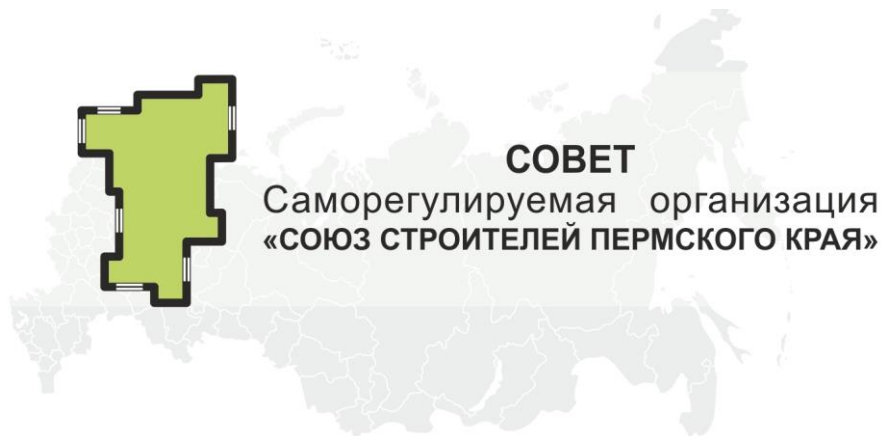 СОВЕТ
Саморегулируемая организация
«СОЮЗ СТРОИТЕЛЕЙ ПЕРМСКОГО КРАЯ»